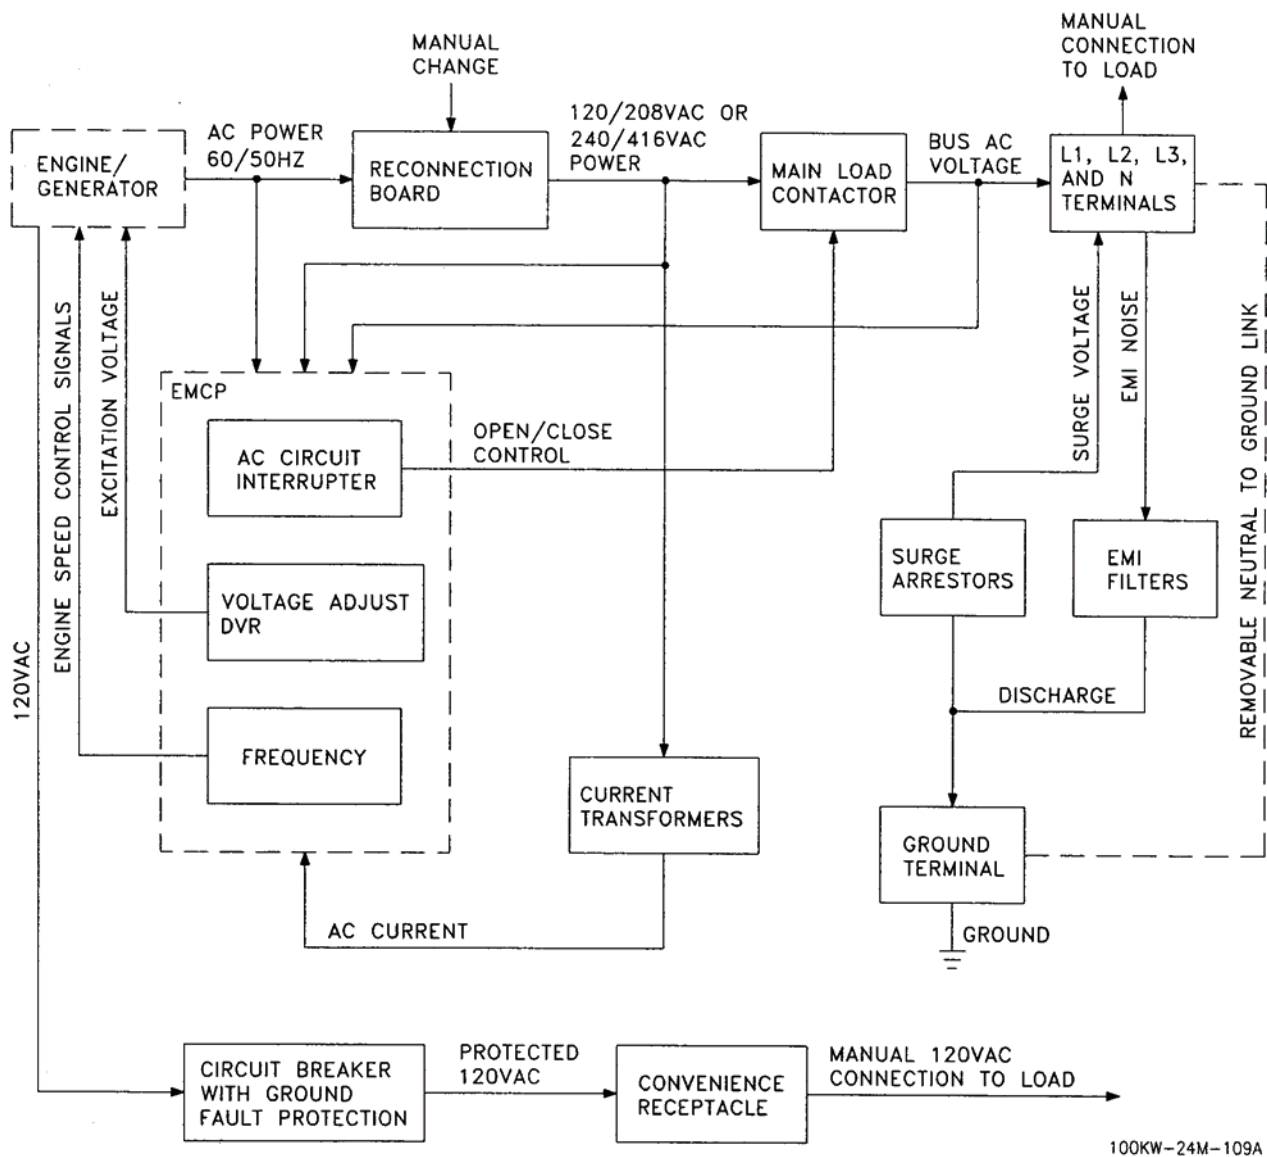 MANUAL
CHANGE
MANUAL
CONNECTION
TO LOAD
ENGINE/
GENERATOR
AC POWER
60/50HZ
RECONNECTION
BOARD
120/208VAC OR
240/416VAC
POWER
MAIN LOAD
CONTACTOR
BUS AC
VOLTAGE
L1, L2, L3,
AND N
TERMINALS
120VAC
ENGINE SPEED CONTROL SIGNALS
EXCITATION VOLTAGE
EMCP
AC CIRCUIT
INTERRUPTER
OPEN/CLOSE
CONTROL
VOLTAGE ADJUST
DVR
FREQUENCY
CURRENT
TRANSFORMERS
AC CURRENT
SURGE VOLTAGE
EMI NOISE
REMOVABLE NEUTRAL TO GROUND LINK
SURGE
ARRESTORS
EMI
FILTERS
DISCHARGE
GROUND
TERMINAL
GROUND
CIRCUIT BREAKER
WITH GROUND
FAULT PROTECTION
PROTECTED
120VAC
CONVENIENCE
RECEPTACLE
MANUAL 120VAC
CONNECTION TO LOAD
100KW-24M-109A